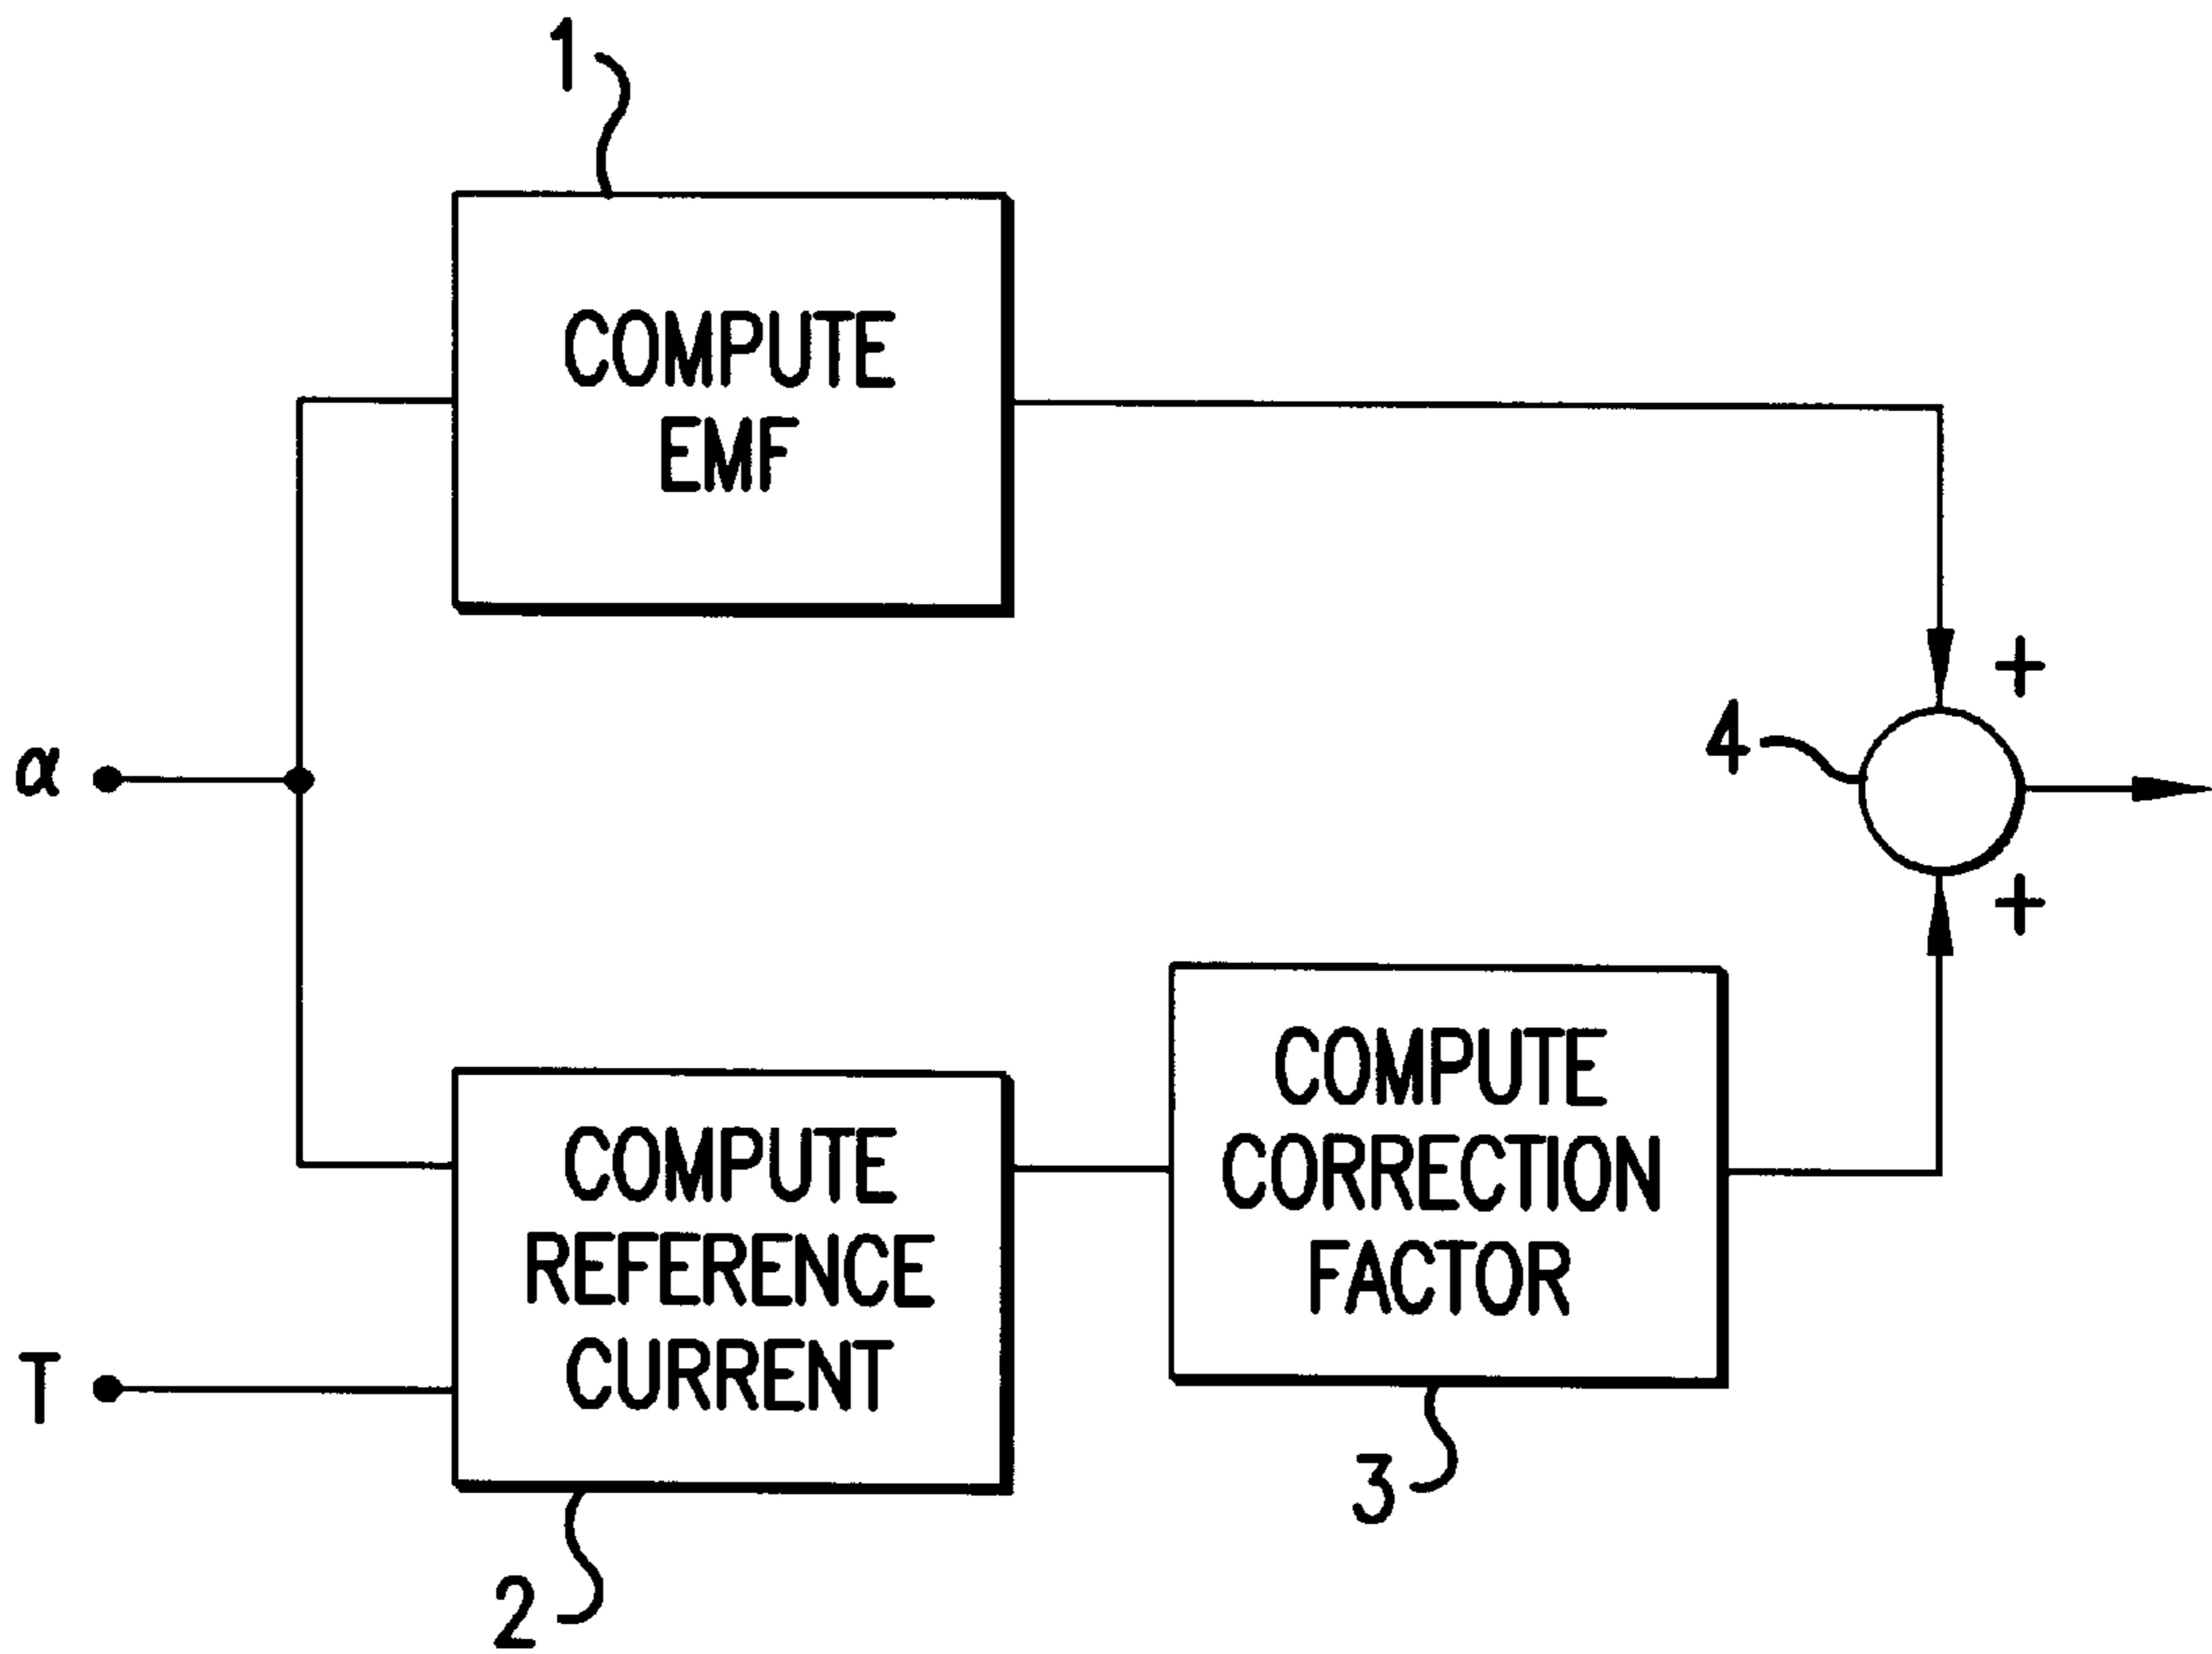 1
COMPUTE
EMF
+
4
α
+
COMPUTE
CORRECTION
FACTOR
COMPUTE
REFERENCE
CURRENT
T
3
2